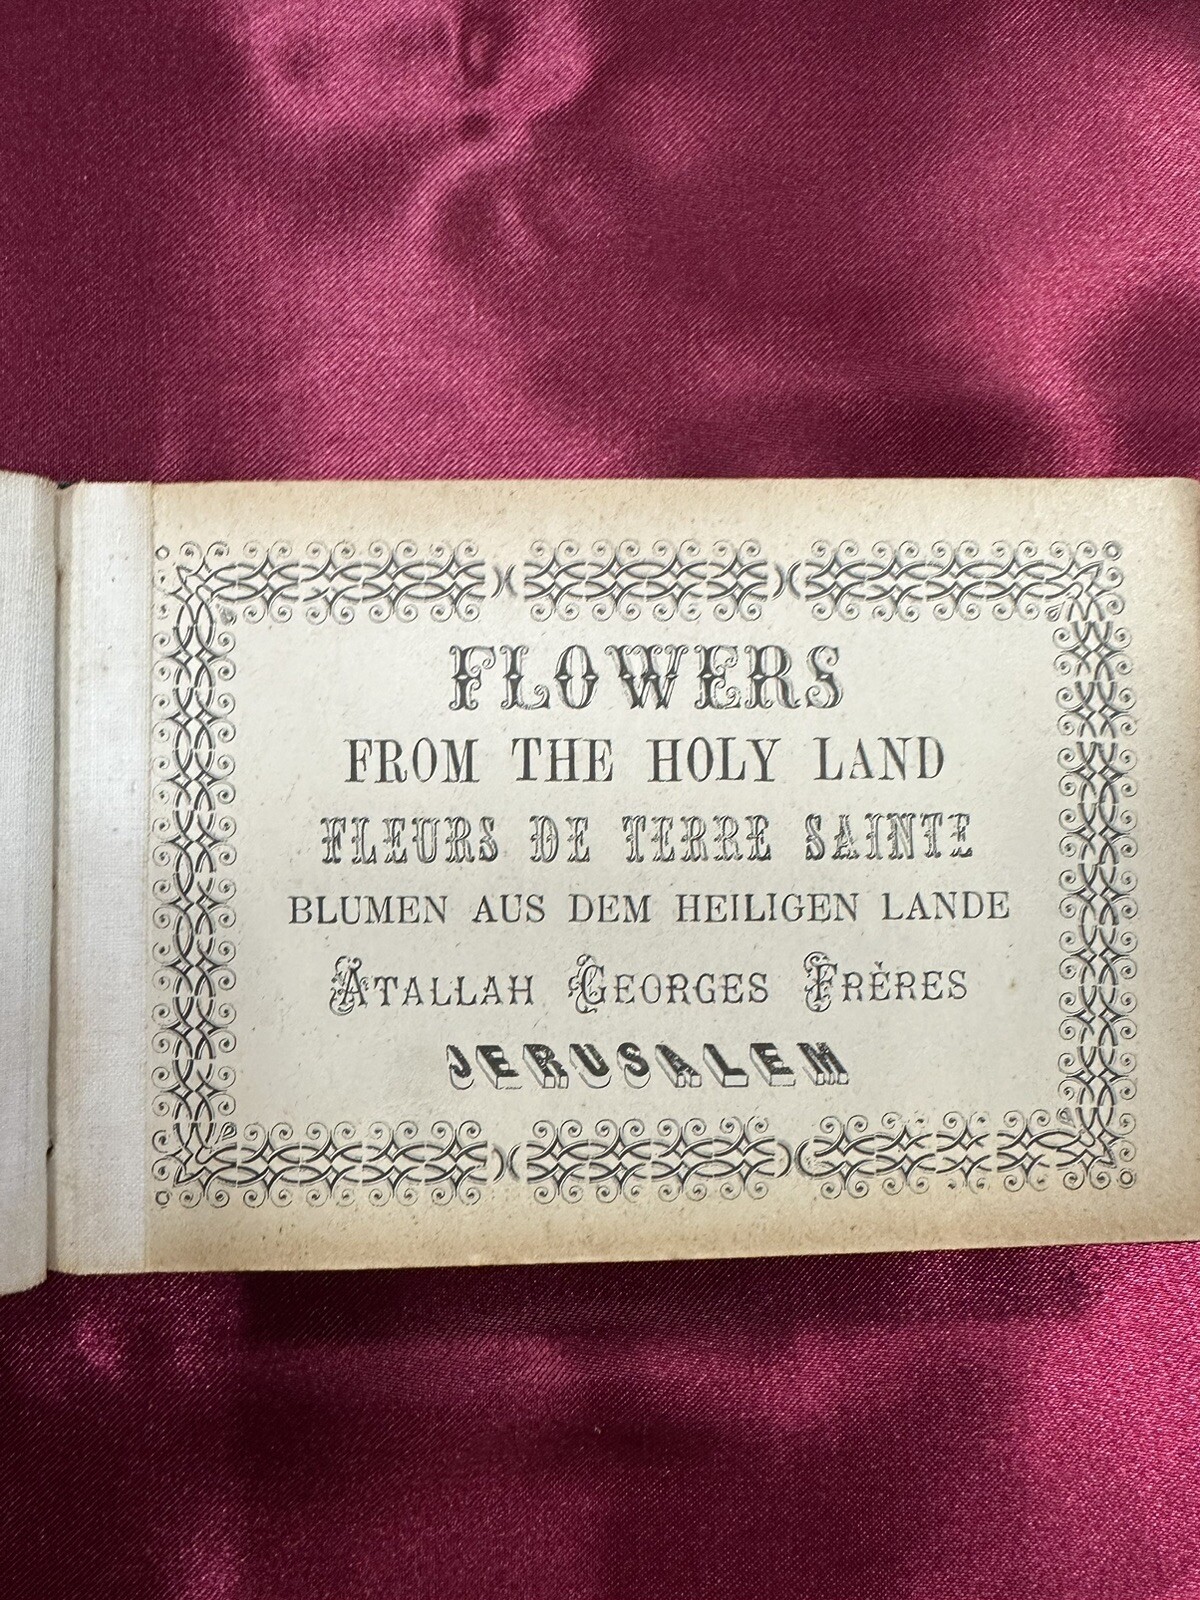 FLOWERS
FROM THE HOLY LAND
FLEURS DE TERRE SAINTE
BLUMEN AUS DEM HEILIGEN LANDE
ATALLAH GEORGES FRÈRES
JERUSALEM